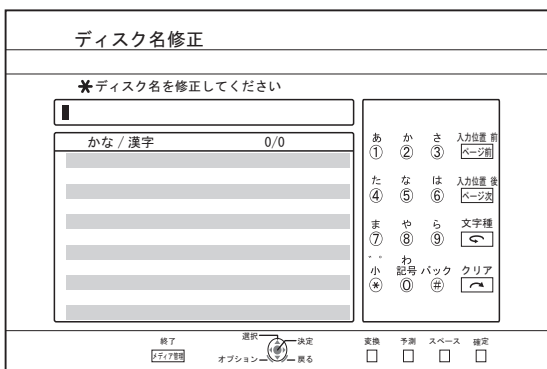 ディスク名修正
✱ディスク名を修正してください
かな / 漢字 0/0
あ か さ 入力位置 前
① ② ③ ページ前
た な は 入力位置 後
④ ⑤ ⑥ ページ次
ま や ら 文字種
⑦ ⑧ ⑨
゛゜ わ
小 記号 バック クリア
✱ ⓪ #
終了 選択 決定 変換 予測 スペース 確定
メディア管理 オプション 戻る